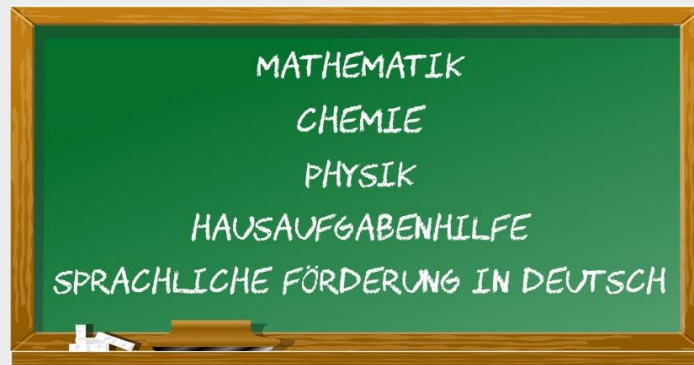 MATHEMATIK
CHEMIE
PHYSIK
HAUSAUFGABENHILFE
SPRACHLICHE FÖRDERUNG IN DEUTSCH